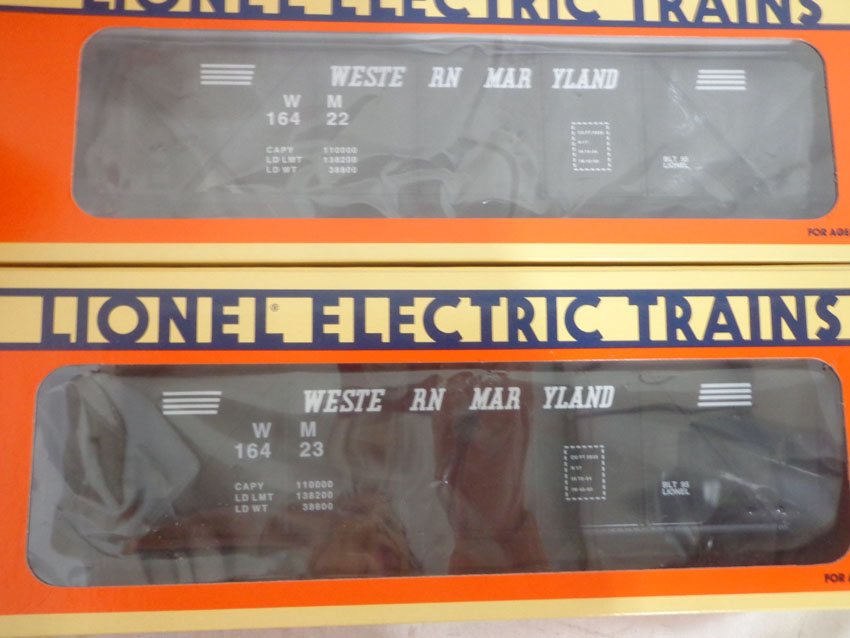 LIONEL ELECTRIC TRAINS
WESTE RN MAR YLAND
W M
164 22
CAPY 110000
LD LMT 138200
LD WT 38800
BLT 95
LIONEL
FOR AGE
LIONEL® ELECTRIC TRAINS
WESTE RN MAR YLAND
W M
164 23
CAPY 110000
LD LMT 138200
LD WT 38800
BLT 95
LIONEL
FOR